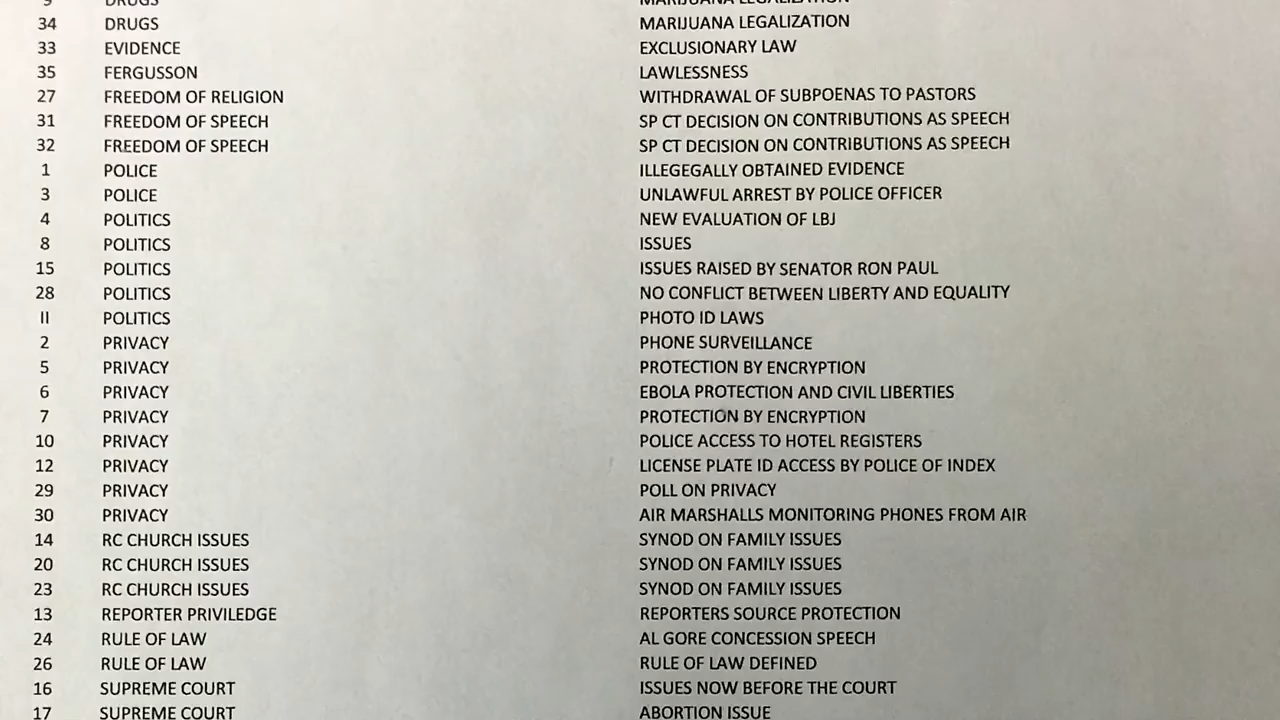 9 DRUGS MARIJUANA LEGALIZATION
34 DRUGS MARIJUANA LEGALIZATION
33 EVIDENCE EXCLUSIONARY LAW
35 FERGUSSON LAWLESSNESS
27 FREEDOM OF RELIGION WITHDRAWAL OF SUBPOENAS TO PASTORS
31 FREEDOM OF SPEECH SP CT DECISION ON CONTRIBUTIONS AS SPEECH
32 FREEDOM OF SPEECH SP CT DECISION ON CONTRIBUTIONS AS SPEECH
1 POLICE ILLEGEGALLY OBTAINED EVIDENCE
3 POLICE UNLAWFUL ARREST BY POLICE OFFICER
4 POLITICS NEW EVALUATION OF LBJ
8 POLITICS ISSUES
15 POLITICS ISSUES RAISED BY SENATOR RON PAUL
28 POLITICS NO CONFLICT BETWEEN LIBERTY AND EQUALITY
II POLITICS PHOTO ID LAWS
2 PRIVACY PHONE SURVEILLANCE
5 PRIVACY PROTECTION BY ENCRYPTION
6 PRIVACY EBOLA PROTECTION AND CIVIL LIBERTIES
7 PRIVACY PROTECTION BY ENCRYPTION
10 PRIVACY POLICE ACCESS TO HOTEL REGISTERS
12 PRIVACY LICENSE PLATE ID ACCESS BY POLICE OF INDEX
29 PRIVACY POLL ON PRIVACY
30 PRIVACY AIR MARSHALLS MONITORING PHONES FROM AIR
14 RC CHURCH ISSUES SYNOD ON FAMILY ISSUES
20 RC CHURCH ISSUES SYNOD ON FAMILY ISSUES
23 RC CHURCH ISSUES SYNOD ON FAMILY ISSUES
13 REPORTER PRIVILEDGE REPORTERS SOURCE PROTECTION
24 RULE OF LAW AL GORE CONCESSION SPEECH
26 RULE OF LAW RULE OF LAW DEFINED
16 SUPREME COURT ISSUES NOW BEFORE THE COURT
17 SUPREME COURT ABORTION ISSUE